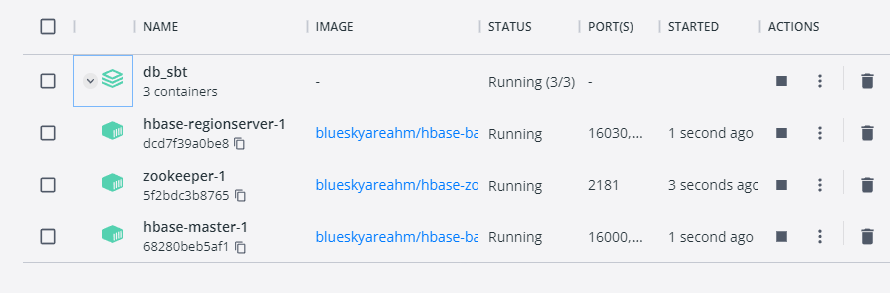 NAME IMAGE STATUS PORT(S) STARTED ACTIONS
db_sbt - Running (3/3) -
3 containers
hbase-regionserver-1 blueskyareahm/hbase-ba Running 16030,... 1 second ago
dcd7f39a0be8
zookeeper-1 blueskyareahm/hbase-zo Running 2181 3 seconds ago
5f2bdc3b8765
hbase-master-1 blueskyareahm/hbase-ba Running 16000,... 1 second ago
68280beb5af1